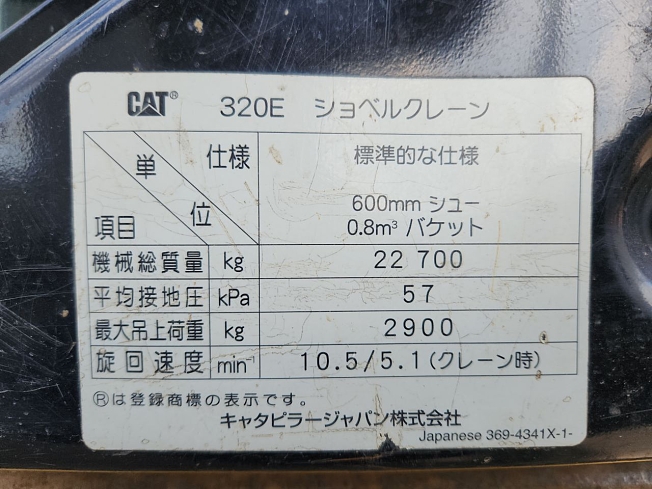 CAT® 320E ショベルクレーン
単位 仕様 標準的な仕様
項目 600mm シュー
0.8m³ バケット
機械総質量 kg 22 700
平均接地圧 kPa 57
最大吊上荷重 kg 2900
旋回速度 min⁻¹ 10.5/5.1(クレーン時)
®は登録商標の表示です。
キャタピラージャパン株式会社
Japanese 369-4341X-1-